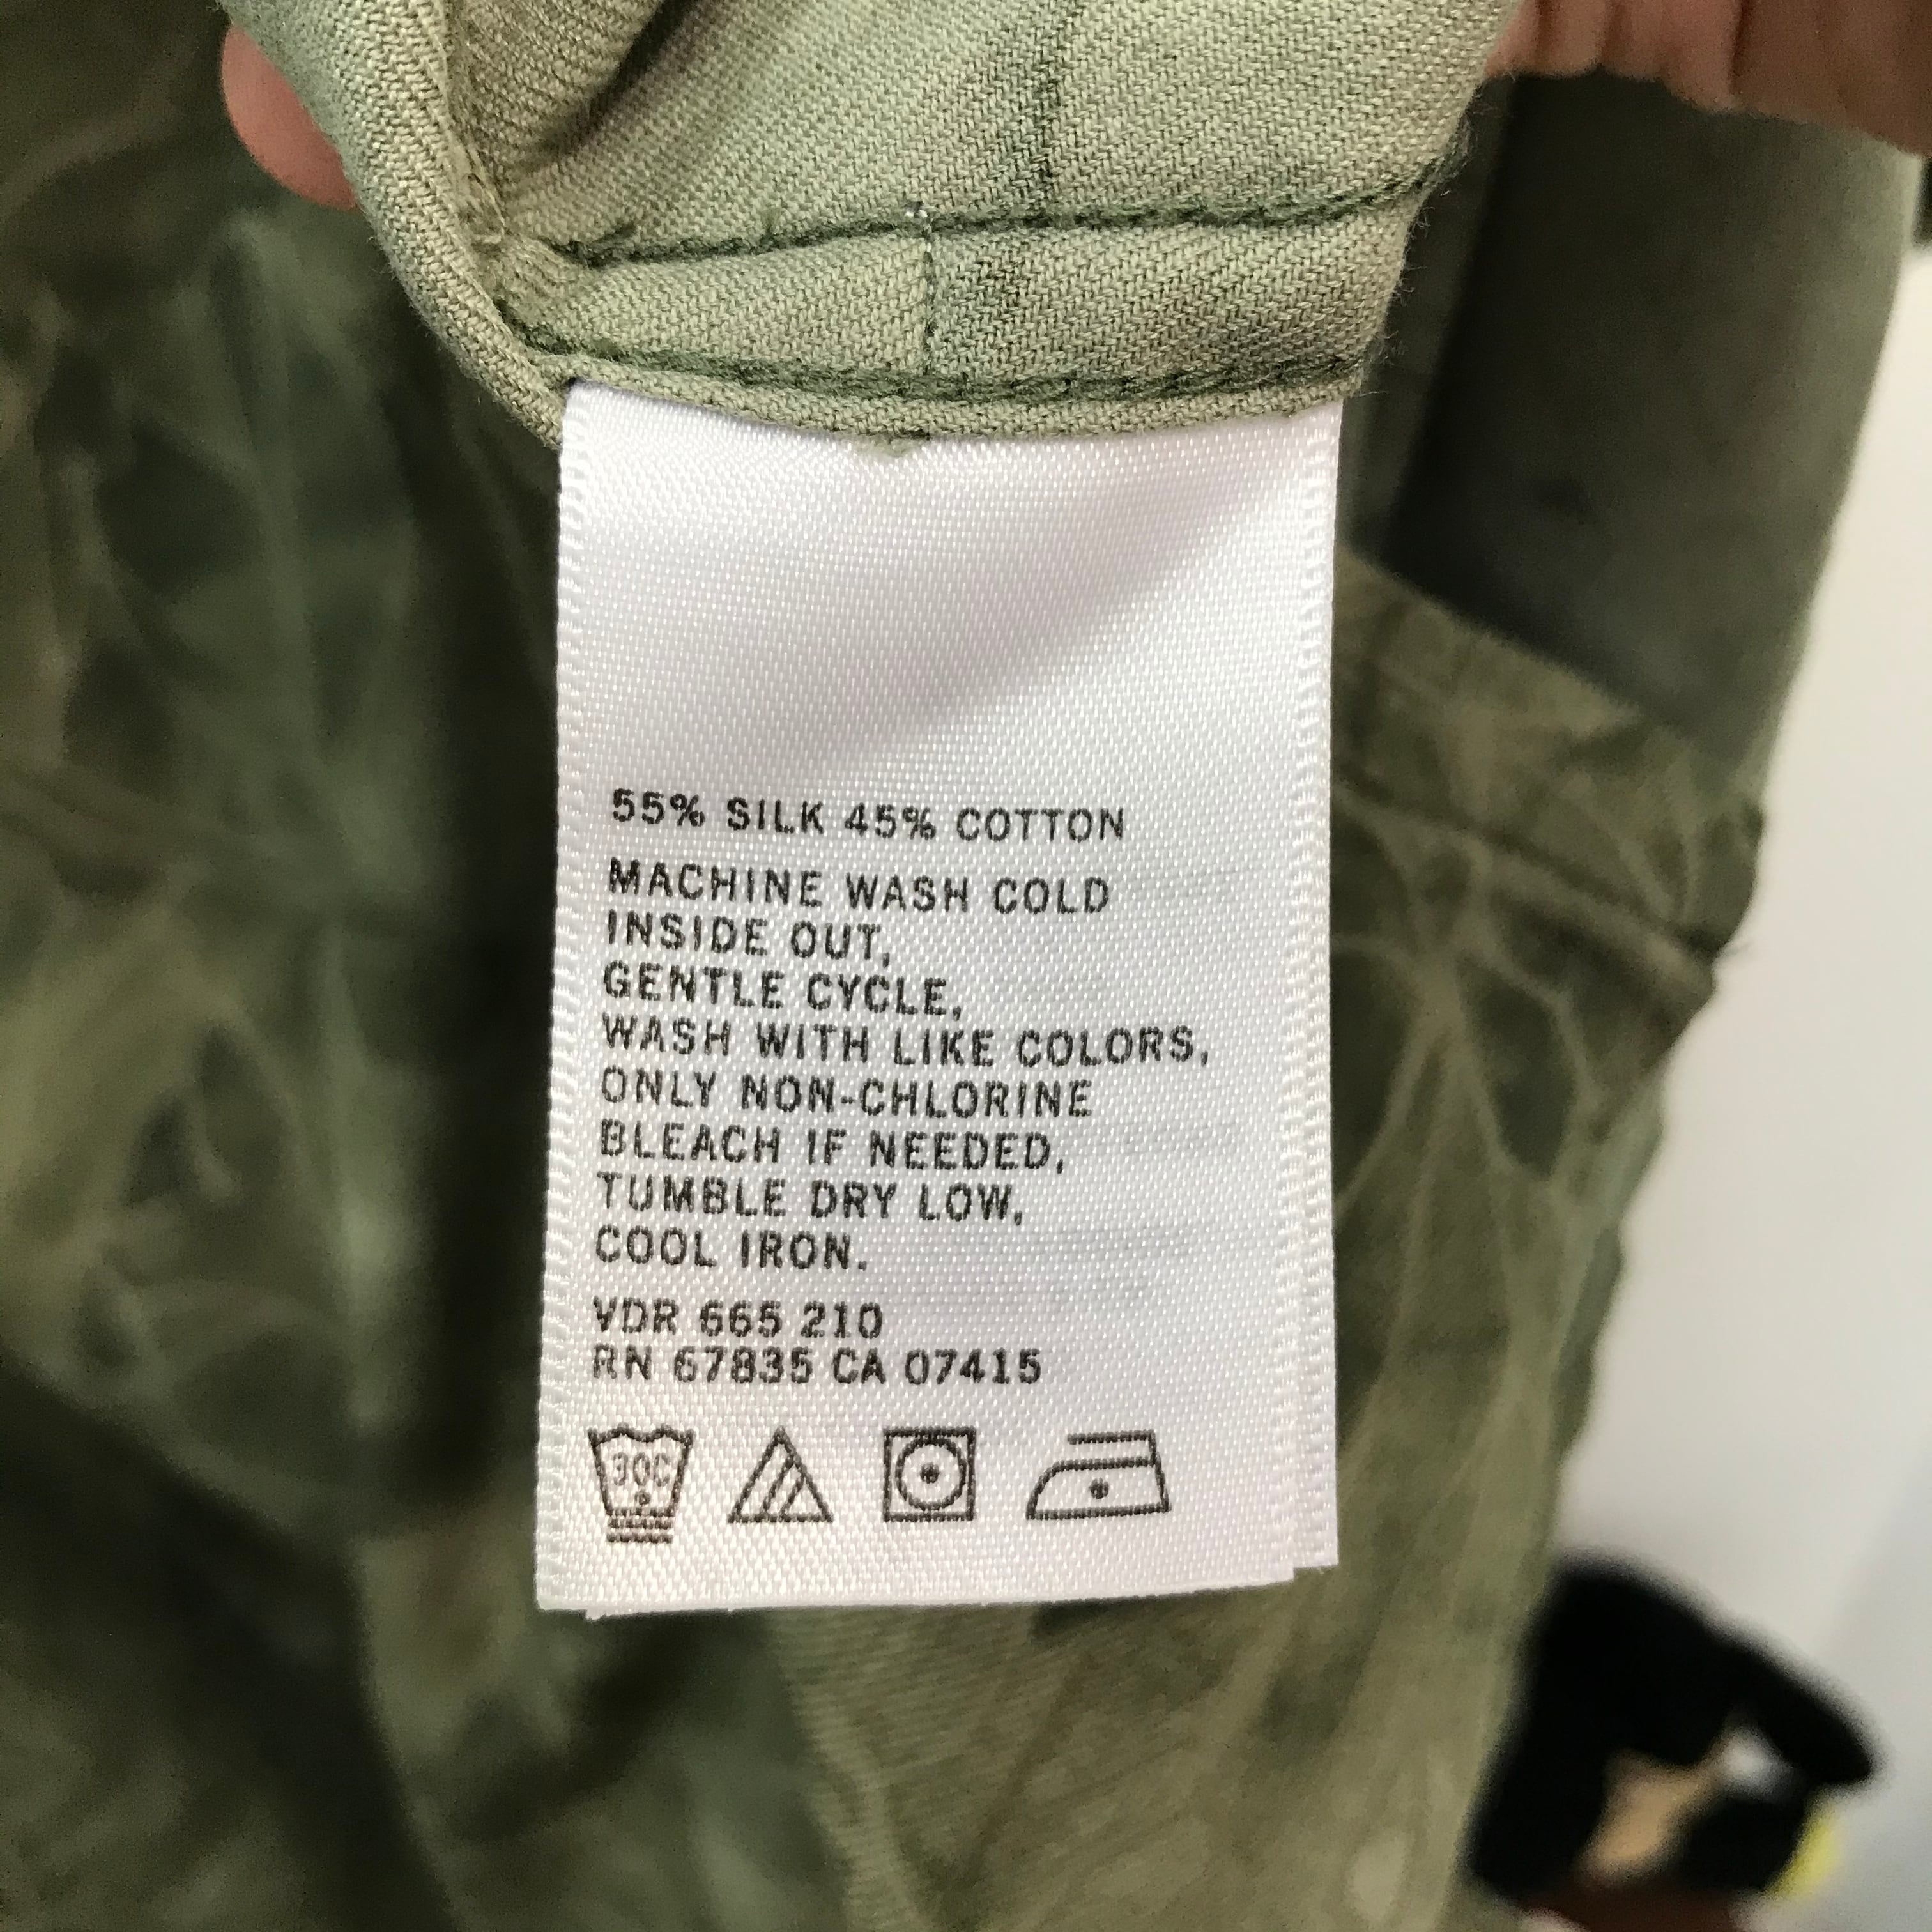 55% SILK 45% COTTON
MACHINE WASH COLD
INSIDE OUT,
GENTLE CYCLE,
WASH WITH LIKE COLORS,
ONLY NON-CHLORINE
BLEACH IF NEEDED,
TUMBLE DRY LOW,
COOL IRON.
VDR 665 210
RN 67835 CA 07415
30C